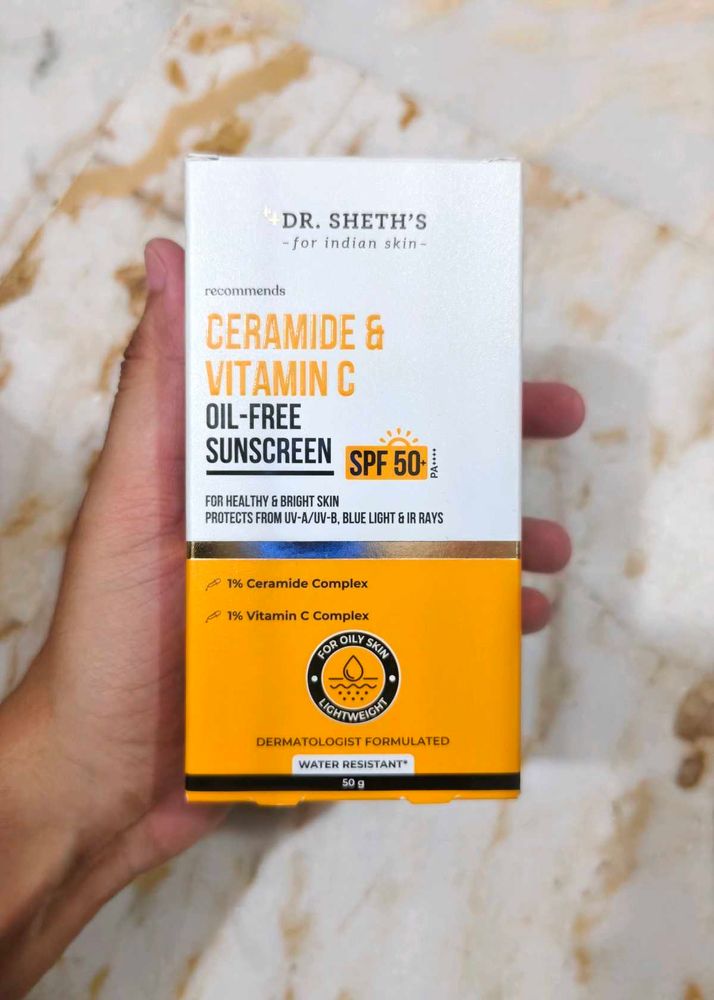 DR. SHETH'S
-for indian skin-
recommends
CERAMIDE &
VITAMIN C
OIL-FREE
SUNSCREEN
SPF 50+
PA++++
FOR HEALTHY & BRIGHT SKIN
PROTECTS FROM UV-A/UV-B, BLUE LIGHT & IR RAYS
1% Ceramide Complex
1% Vitamin C Complex
FOR OILY SKIN
LIGHTWEIGHT
DERMATOLOGIST FORMULATED
WATER RESISTANT*
50 g